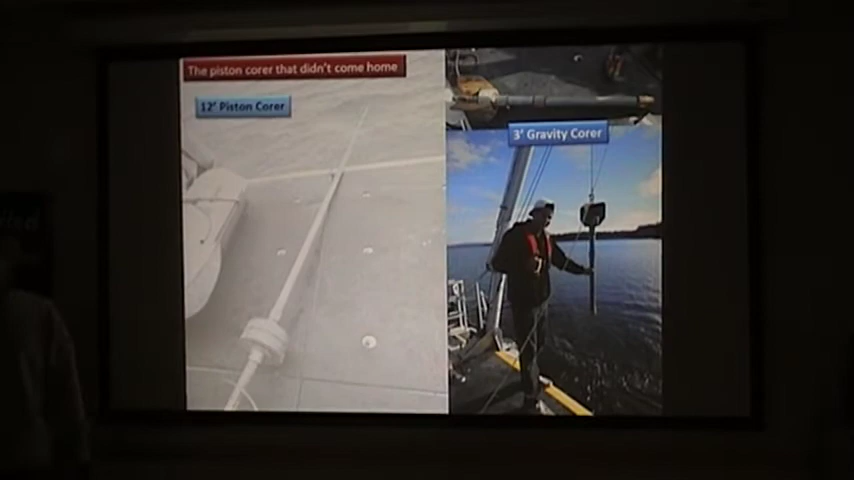 The piston corer that didn't come home
12' Piston Corer
3' Gravity Corer